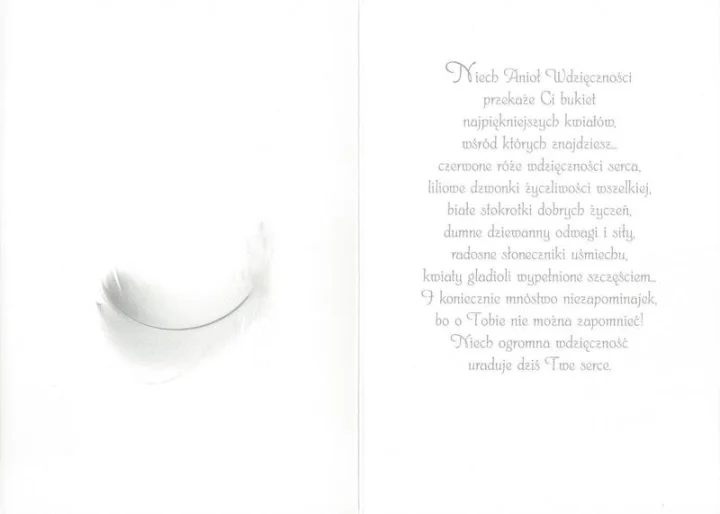 Niech Anioł Wdzięczności
przekaże Ci bukiet
najpiękniejszych kwiatów,
wśród których znajdziesz...
czerwone róże wdzięczności serca,
liliowe dzwonki życzliwości wszelkiej,
białe stokrotki dobrych życzeń,
dumne dziewanny odwagi i siły,
radosne słoneczniki uśmiechu,
kwiaty gladioli wypełnione szczęściem...
I koniecznie mnóstwo niezapominajek,
bo o Tobie nie można zapomnieć!
Niech ogromna wdzięczność
uraduje dziś Twe serce.